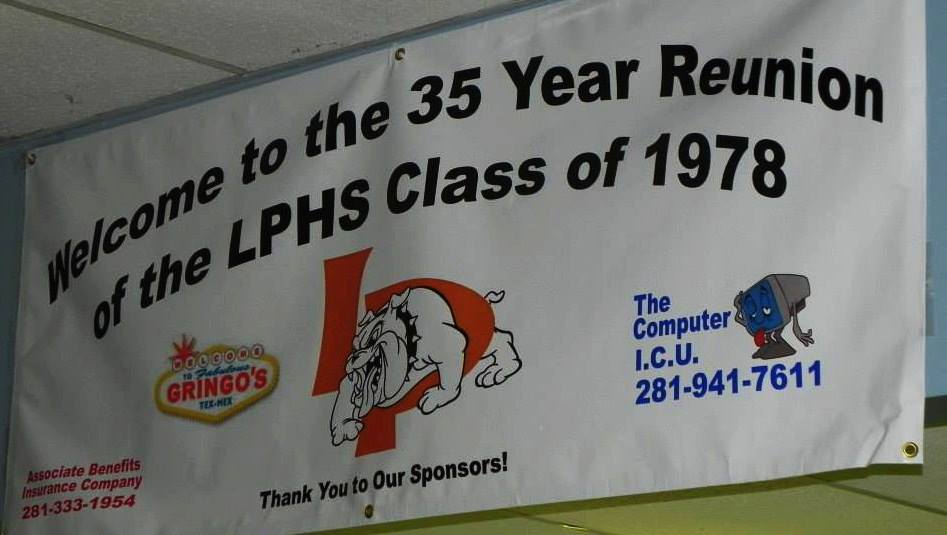 Welcome to the 35 Year Reunion
of the LPHS Class of 1978
WELCOME
TO Fabulous
GRINGO'S
TEX-MEX
LP
The
Computer
I.C.U.
281-941-7611
Associate Benefits
Insurance Company
281-333-1954
Thank You to Our Sponsors!